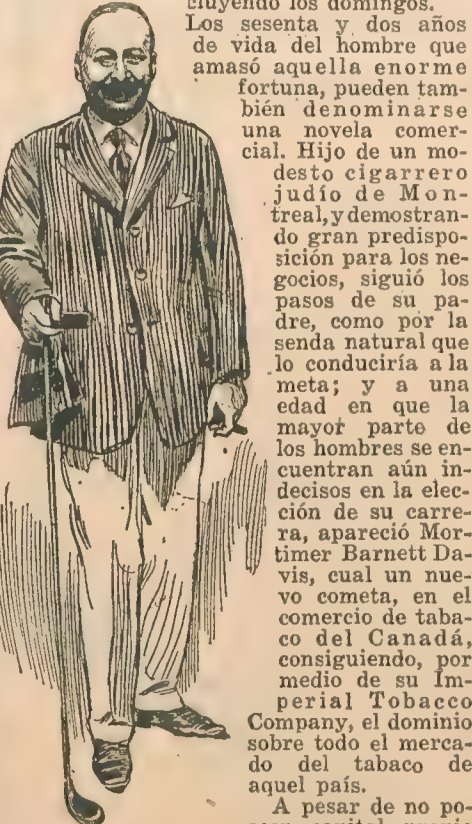 cluyendo los domingos.
Los sesenta y dos años
de vida del hombre que
amasó aquella enorme
fortuna, pueden tam-
bién denominarse
una novela comer-
cial. Hijo de un mo-
desto cigarrero
judío de Mon-
treal, y demostran-
do gran predispo-
sición para los ne-
gocios, siguió los
pasos de su pa-
dre, como por la
senda natural que
lo conduciría a la
meta; y a una
edad en que la
mayor parte de
los hombres se en-
cuentran aún in-
decisos en la elec-
ción de su carre-
ra, apareció Mor-
timer Barnett Da-
vis, cual un nue-
vo cometa, en el
comercio de taba-
co del Canadá,
consiguiendo, por
medio de su Im-
perial Tobacco
Company, el dominio
sobre todo el merca-
do del tabaco de
aquel país.
A pesar de no po-
seer capital propio